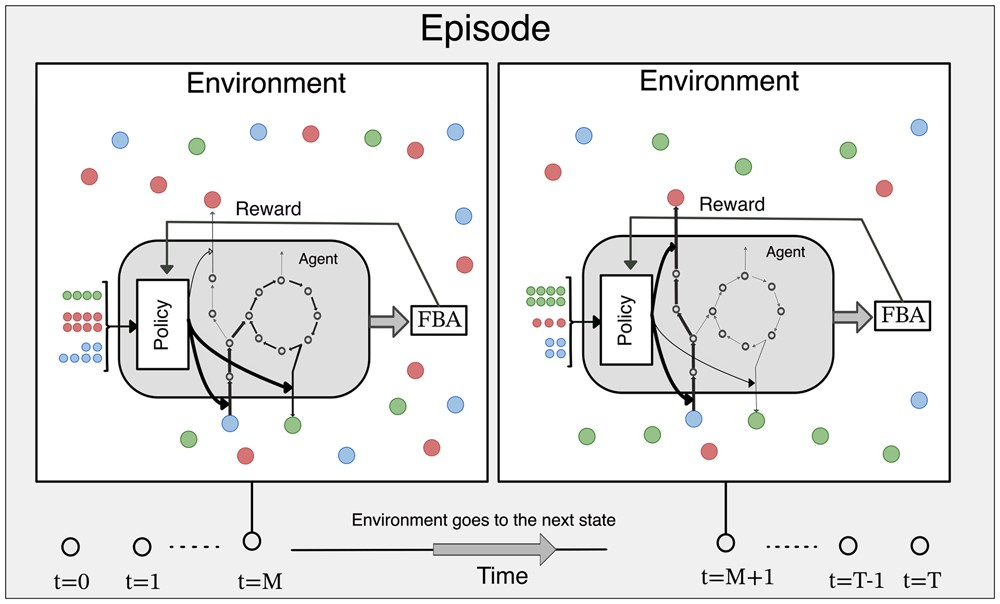 Episode
Environment
Reward
Agent
Policy
FBA
Environment
Reward
Agent
Policy
FBA
Environment goes to the next state
Time
t=0
t=1
t=M
t=M+1
t=T-1
t=T